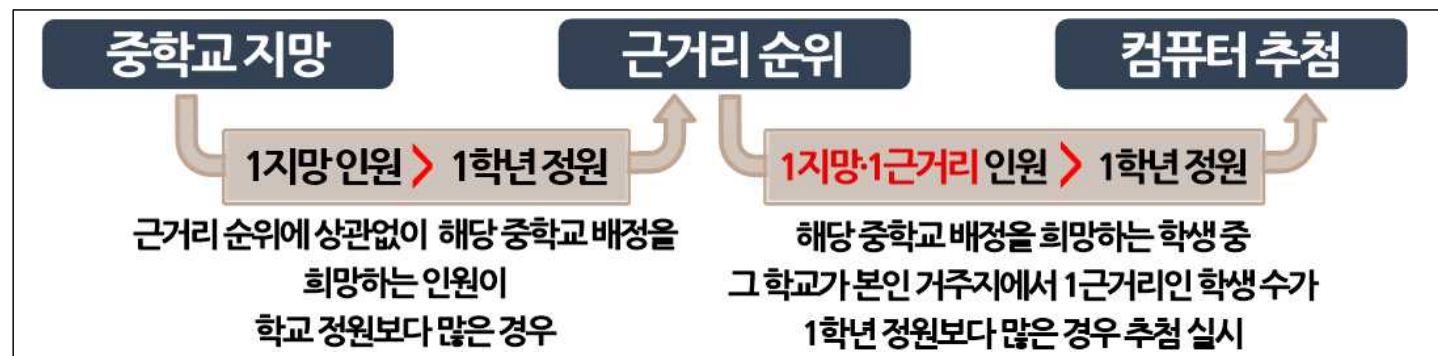 중학교 지망
근거리 순위
컴퓨터 추첨
1지망 인원 > 1학년 정원
1지망·1근거리 인원 > 1학년 정원
근거리 순위에 상관없이 해당 중학교 배정을
희망하는 인원이
학교 정원보다 많은 경우
해당 중학교 배정을 희망하는 학생 중
그 학교가 본인 거주지에서 1근거리인 학생 수가
1학년 정원보다 많은 경우 추첨 실시